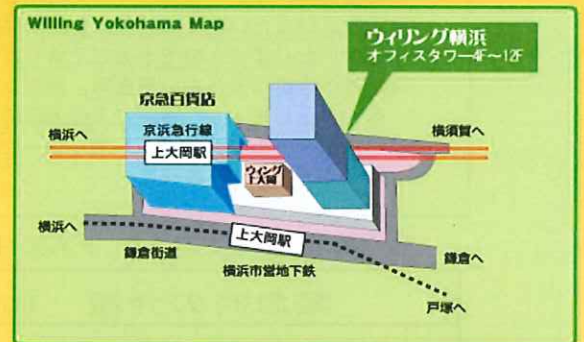 Willing Yokohama Map
ウィリング横浜
オフィスタワー4F～12F
京急百貨店
京浜急行線
横浜へ
上大岡駅
横須賀へ
ウィング
上大岡
横浜へ
上大岡駅
鎌倉街道
横浜市営地下鉄
鎌倉へ
戸塚へ